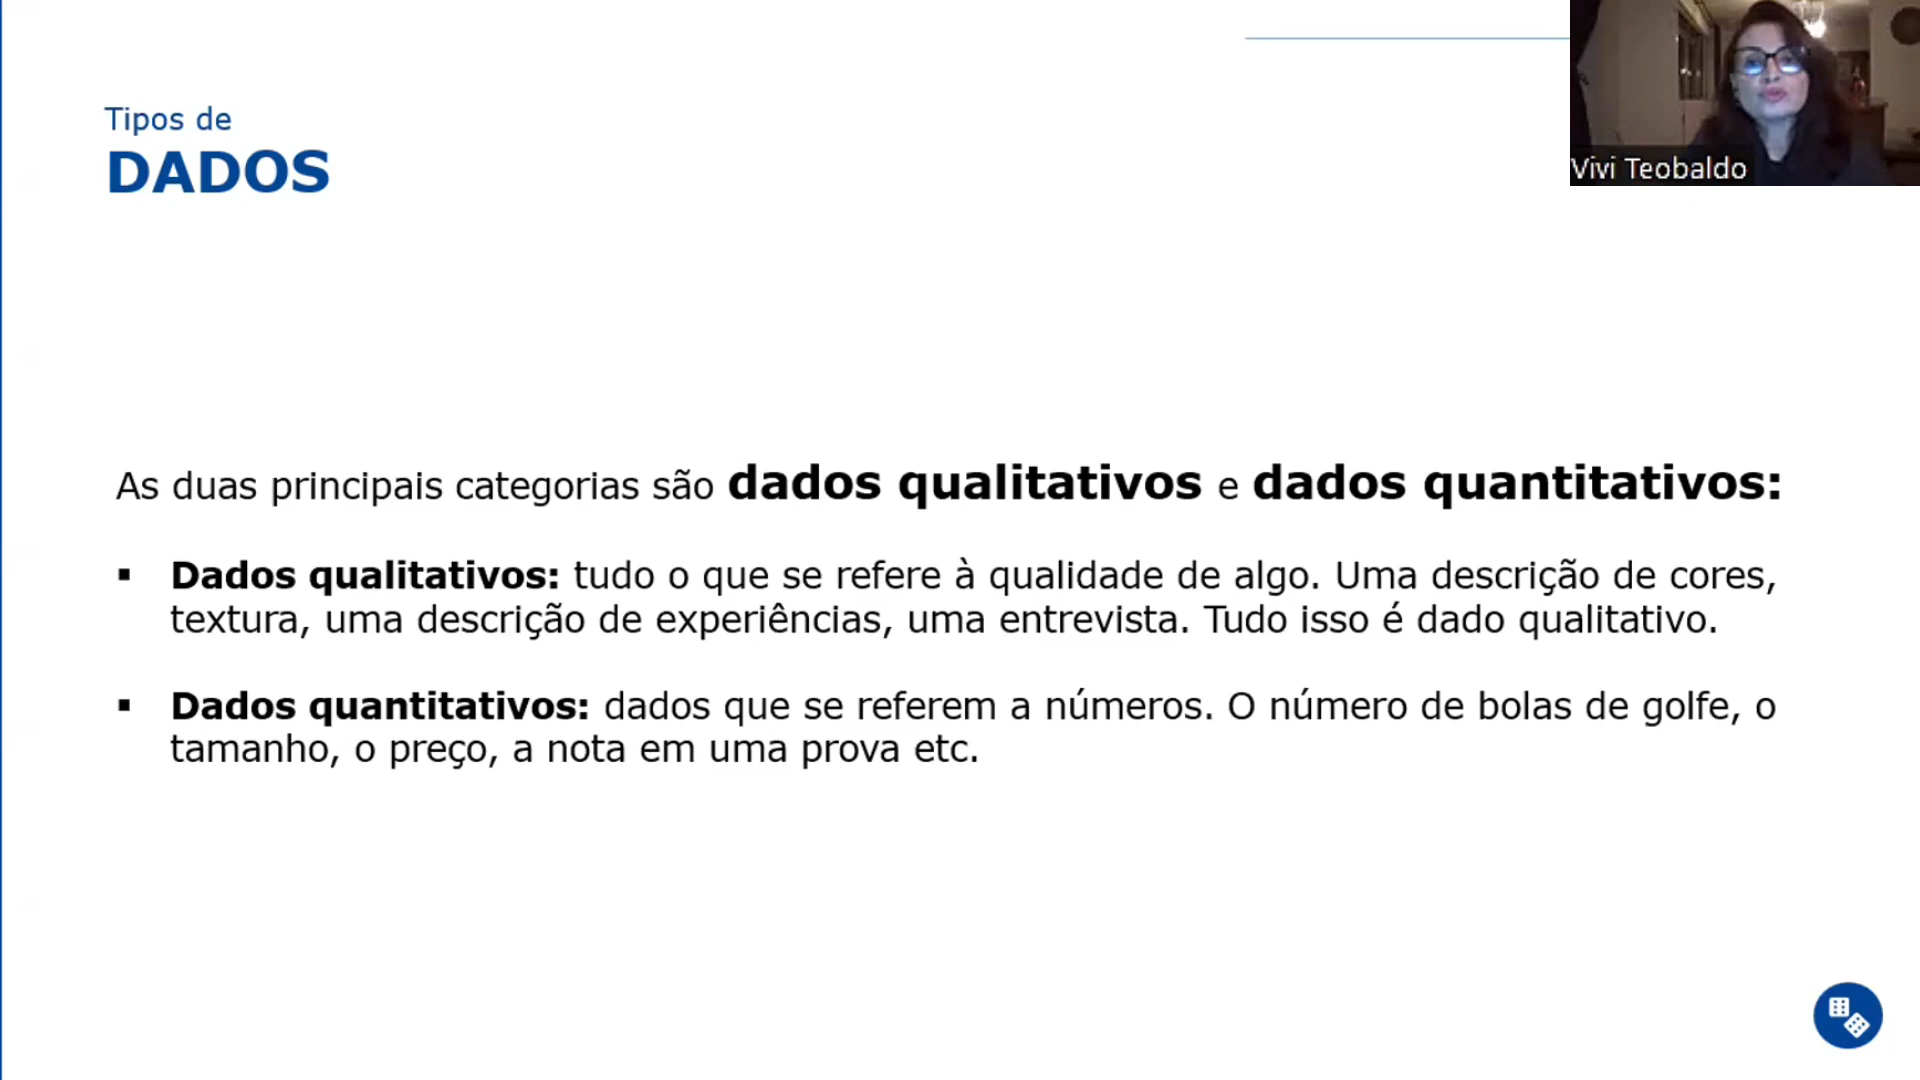 Tipos de
DADOS
Vivi Teobaldo
As duas principais categorias são dados qualitativos e dados quantitativos:
▪ Dados qualitativos: tudo o que se refere à qualidade de algo. Uma descrição de cores,
textura, uma descrição de experiências, uma entrevista. Tudo isso é dado qualitativo.
▪ Dados quantitativos: dados que se referem a números. O número de bolas de golfe, o
tamanho, o preço, a nota em uma prova etc.